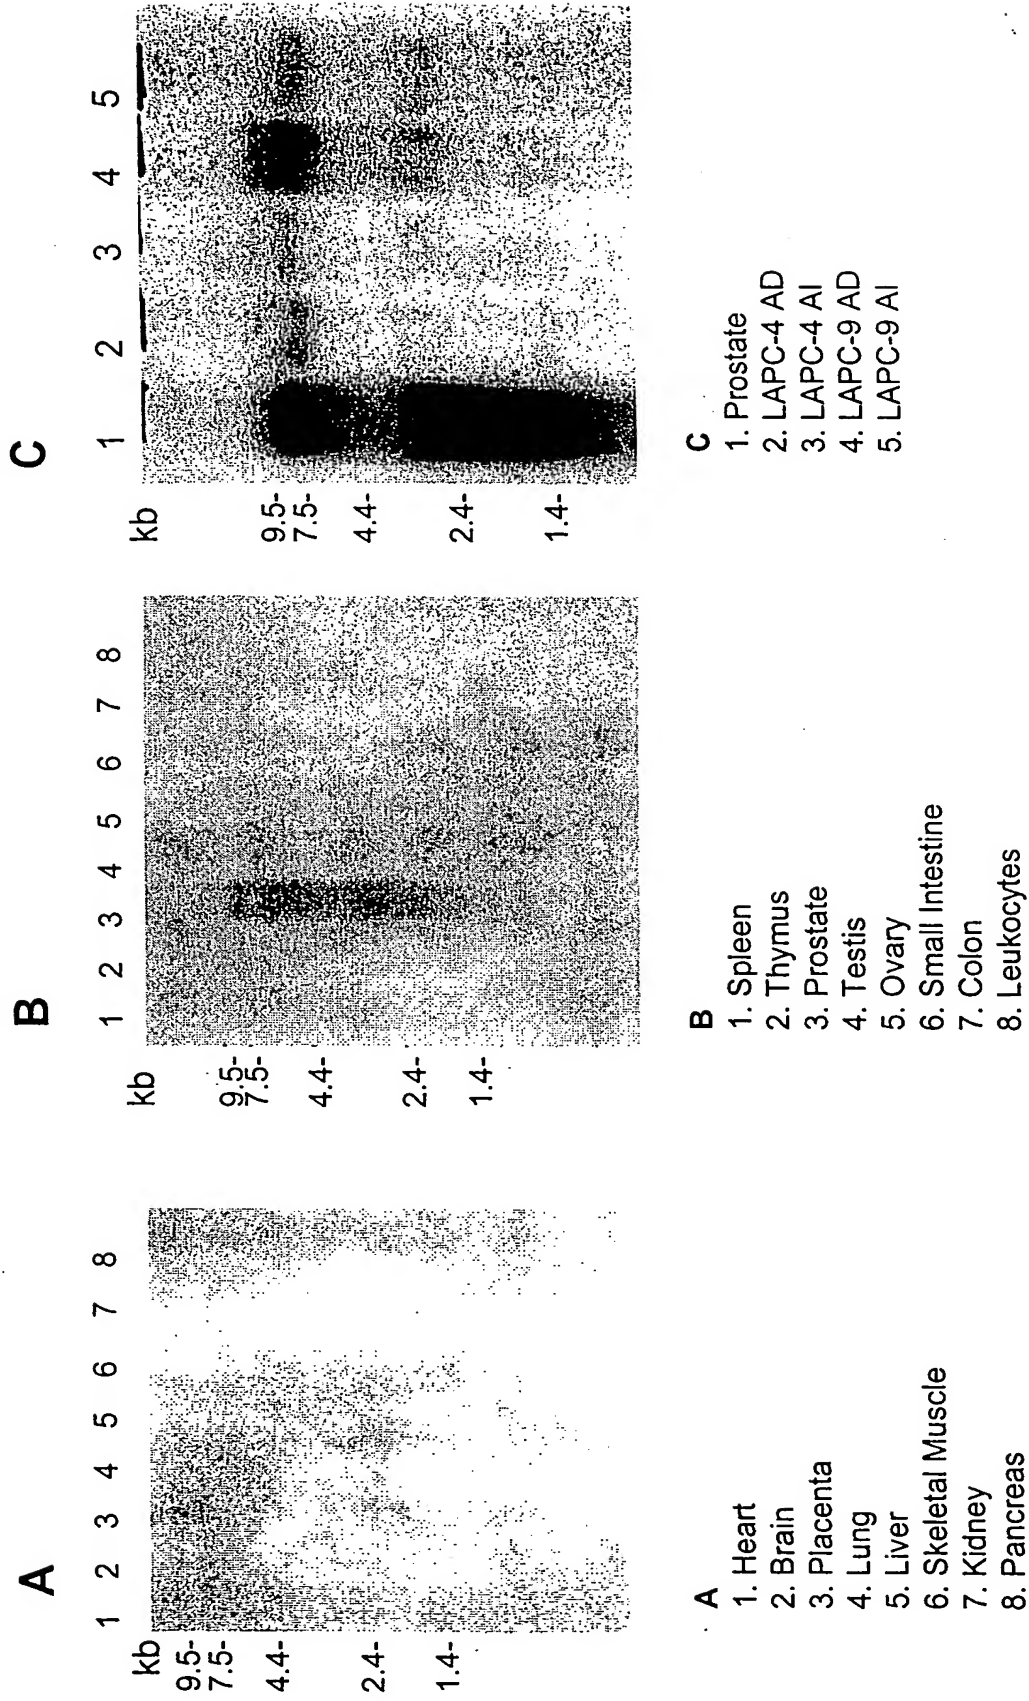 A
1 2 3 4 5 6 7 8
kb
9.5-
7.5-
4.4-
2.4-
1.4-
A
1. Heart
2. Brain
3. Placenta
4. Lung
5. Liver
6. Skeletal Muscle
7. Kidney
8. Pancreas
B
1 2 3 4 5 6 7 8
kb
9.5-
7.5-
4.4-
2.4-
1.4-
B
1. Spleen
2. Thymus
3. Prostate
4. Testis
5. Ovary
6. Small Intestine
7. Colon
8. Leukocytes
C
1 2 3 4 5
kb
9.5-
7.5-
4.4-
2.4-
1.4-
C
1. Prostate
2. LAPC-4 AD
3. LAPC-4 AI
4. LAPC-9 AD
5. LAPC-9 AI